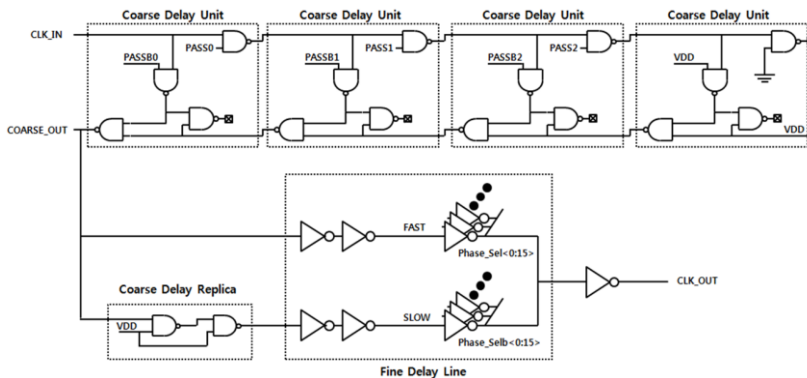 Coarse Delay Unit Coarse Delay Unit Coarse Delay Unit Coarse Delay Unit
CLK_IN
PASS0 PASS1 PASS2
PASSB0 PASSB1 PASSB2 VDD
COARSE_OUT VDD
FAST
Phase_Sel<0:15>
CLK_OUT
Coarse Delay Replica
VDD
SLOW
Phase_Selb<0:15>
Fine Delay Line